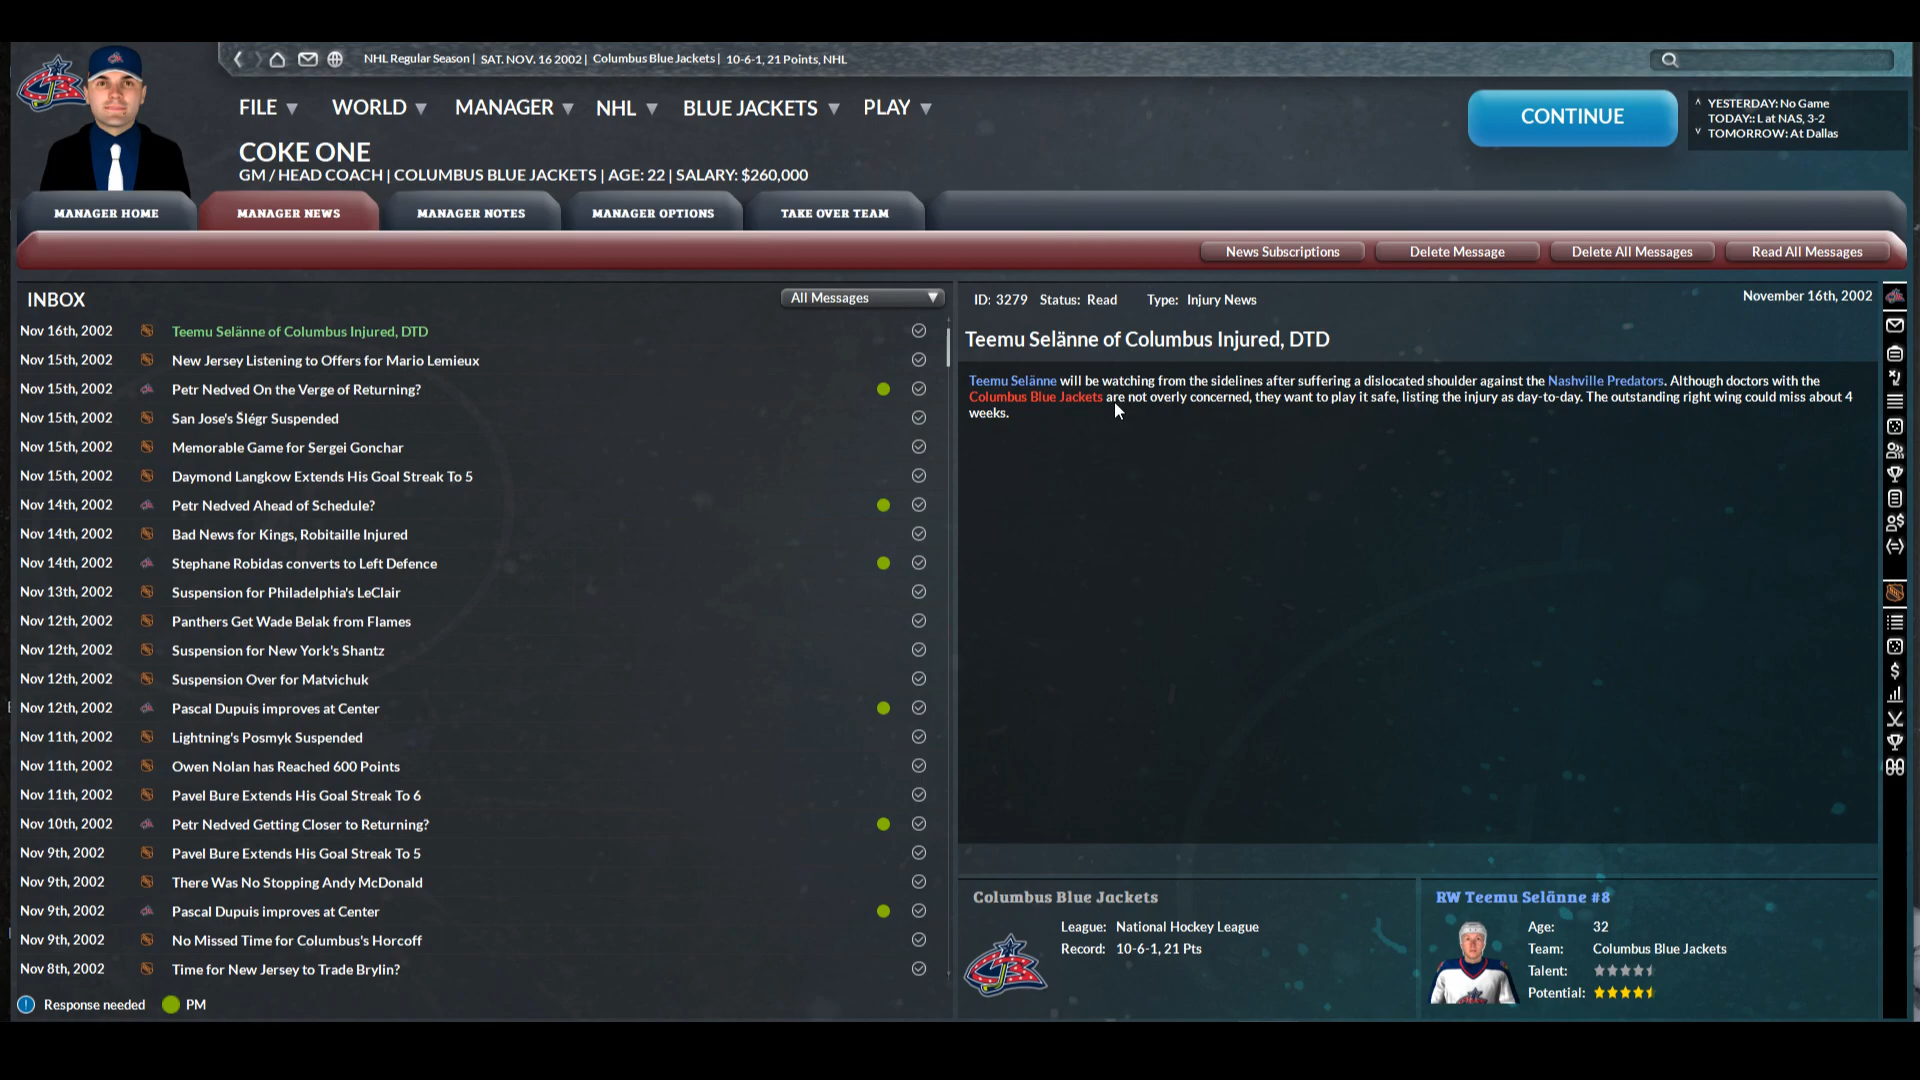 NHL Regular Season | SAT. NOV. 16 2002 | Columbus Blue Jackets | 10-6-1, 21 Points, NHL
FILE WORLD MANAGER NHL BLUE JACKETS PLAY
CONTINUE
YESTERDAY: No Game
TODAY:: L at NAS, 3-2
TOMORROW: At Dallas
COKE ONE
GM / HEAD COACH | COLUMBUS BLUE JACKETS | AGE: 22 | SALARY: $260,000
MANAGER HOME MANAGER NEWS MANAGER NOTES MANAGER OPTIONS TAKE OVER TEAM
News Subscriptions Delete Message Delete All Messages Read All Messages
INBOX All Messages
Nov 16th, 2002 Teemu Selänne of Columbus Injured, DTD
Nov 15th, 2002 New Jersey Listening to Offers for Mario Lemieux
Nov 15th, 2002 Petr Nedved On the Verge of Returning?
Nov 15th, 2002 San Jose's Šlégr Suspended
Nov 15th, 2002 Memorable Game for Sergei Gonchar
Nov 15th, 2002 Daymond Langkow Extends His Goal Streak To 5
Nov 14th, 2002 Petr Nedved Ahead of Schedule?
Nov 14th, 2002 Bad News for Kings, Robitaille Injured
Nov 14th, 2002 Stephane Robidas converts to Left Defence
Nov 13th, 2002 Suspension for Philadelphia's LeClair
Nov 12th, 2002 Panthers Get Wade Belak from Flames
Nov 12th, 2002 Suspension for New York's Shantz
Nov 12th, 2002 Suspension Over for Matvichuk
Nov 12th, 2002 Pascal Dupuis improves at Center
Nov 11th, 2002 Lightning's Posmyk Suspended
Nov 11th, 2002 Owen Nolan has Reached 600 Points
Nov 11th, 2002 Pavel Bure Extends His Goal Streak To 6
Nov 10th, 2002 Petr Nedved Getting Closer to Returning?
Nov 9th, 2002 Pavel Bure Extends His Goal Streak To 5
Nov 9th, 2002 There Was No Stopping Andy McDonald
Nov 9th, 2002 Pascal Dupuis improves at Center
Nov 9th, 2002 No Missed Time for Columbus's Horcoff
Nov 8th, 2002 Time for New Jersey to Trade Brylin?
Response needed PM
ID: 3279 Status: Read Type: Injury News November 16th, 2002
Teemu Selänne of Columbus Injured, DTD
Teemu Selänne will be watching from the sidelines after suffering a dislocated shoulder against the Nashville Predators. Although doctors with the
Columbus Blue Jackets are not overly concerned, they want to play it safe, listing the injury as day-to-day. The outstanding right wing could miss about 4
weeks.
Columbus Blue Jackets
League: National Hockey League
Record: 10-6-1, 21 Pts
RW Teemu Selänne #8
Age: 32
Team: Columbus Blue Jackets
Talent:
Potential: